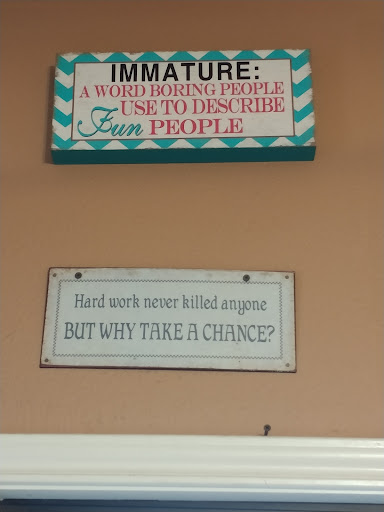 IMMATURE:
A WORD BORING PEOPLE
USE TO DESCRIBE
Fun PEOPLE
Hard work never killed anyone
BUT WHY TAKE A CHANCE?